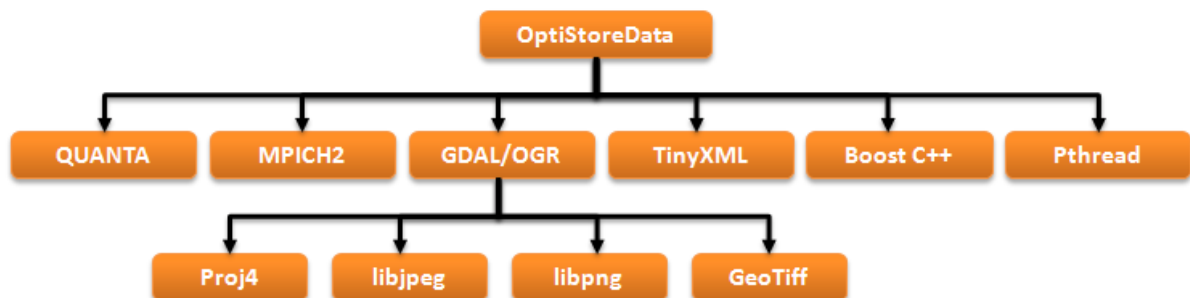 OptiStoreData
QUANTA
MPICH2
GDAL/OGR
TinyXML
Boost C++
Pthread
Proj4
libjpeg
libpng
GeoTiff